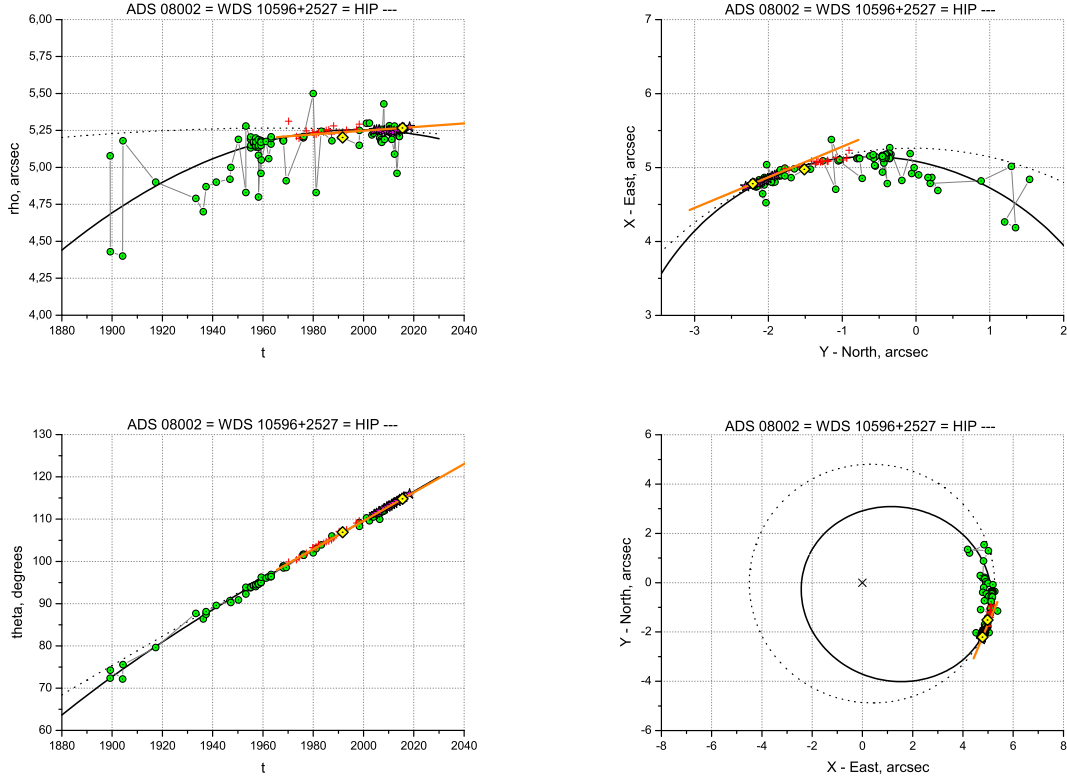 ADS 08002 = WDS 10596+2527 = HIP ---
6,00
5,75
5,50
5,25
5,00
4,75
4,50
4,25
4,00
rho, arcsec
1880 1900 1920 1940 1960 1980 2000 2020 2040
t
ADS 08002 = WDS 10596+2527 = HIP ---
7
6
5
4
3
X - East, arcsec
-3 -2 -1 0 1 2
Y - North, arcsec
ADS 08002 = WDS 10596+2527 = HIP ---
130
120
110
100
90
80
70
60
theta, degrees
1880 1900 1920 1940 1960 1980 2000 2020 2040
t
ADS 08002 = WDS 10596+2527 = HIP ---
6
4
2
0
-2
-4
-6
Y - North, arcsec
-8 -6 -4 -2 0 2 4 6 8
X - East, arcsec